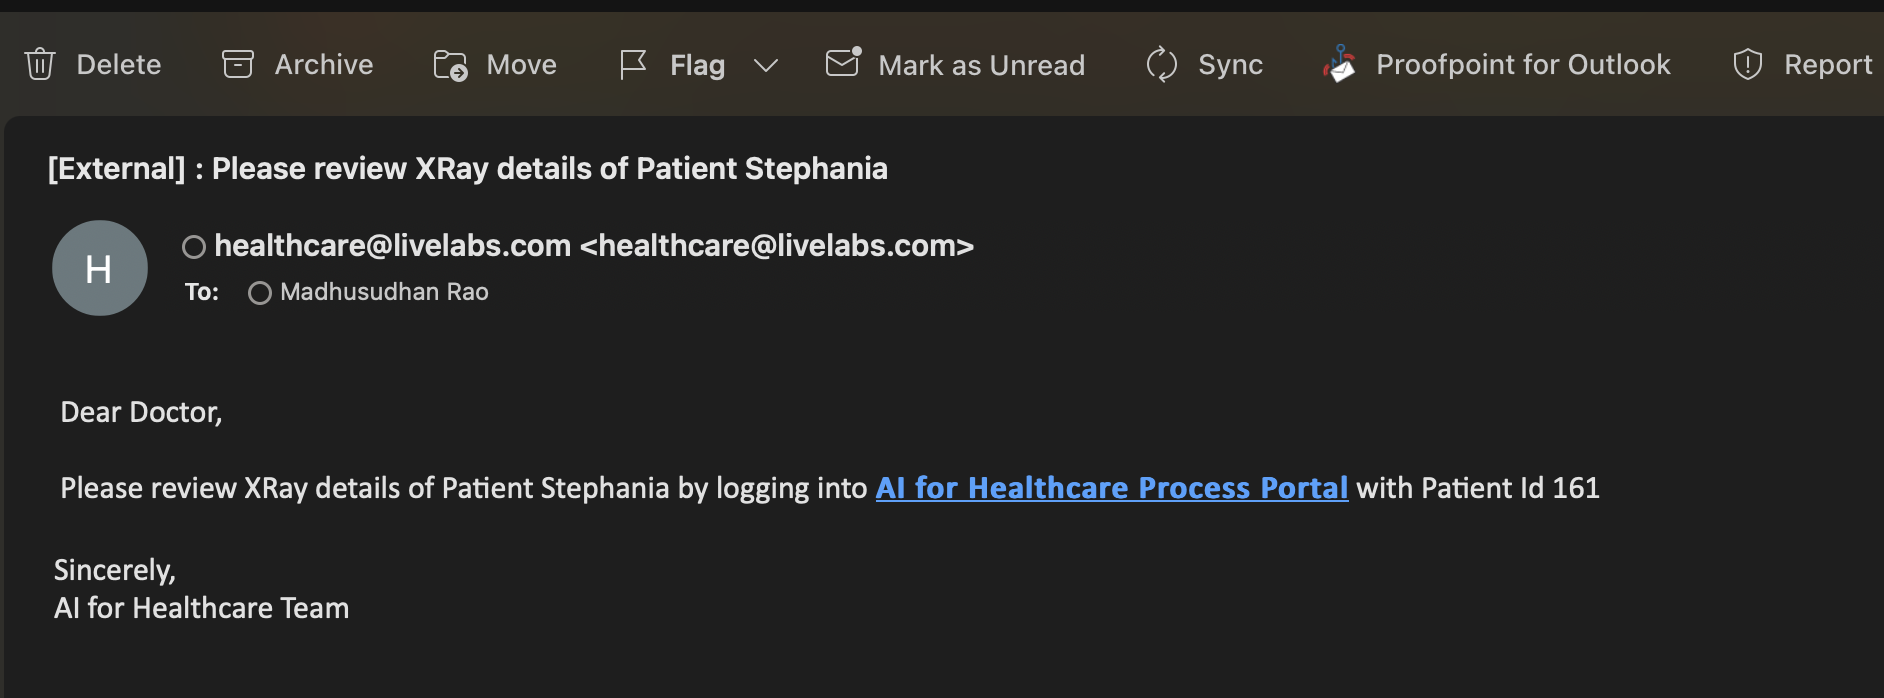 Delete Archive Move Flag Mark as Unread Sync Proofpoint for Outlook Report
[External] : Please review XRay details of Patient Stephania
H
healthcare@livelabs.com <healthcare@livelabs.com>
To: Madhusudhan Rao
Dear Doctor,
Please review XRay details of Patient Stephania by logging into AI for Healthcare Process Portal with Patient Id 161
Sincerely,
AI for Healthcare Team